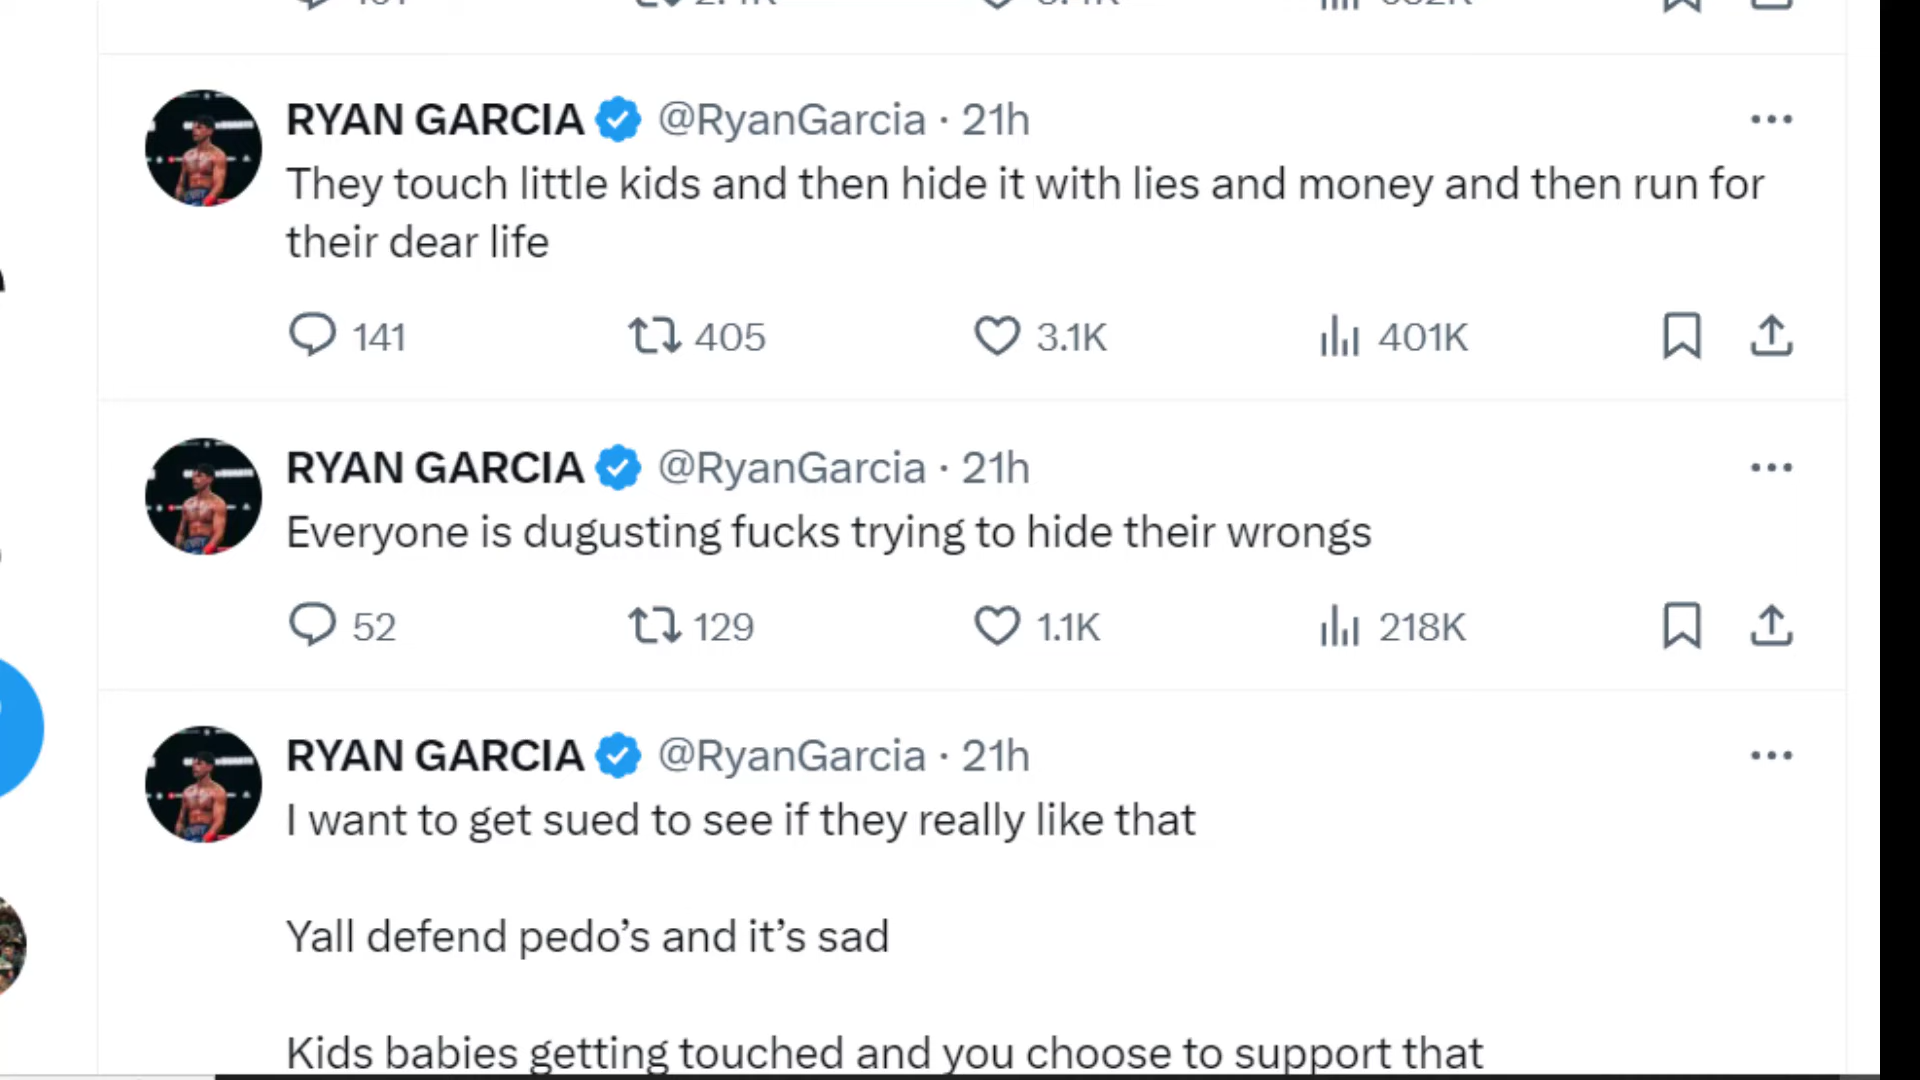 RYAN GARCIA @RyanGarcia · 21h
They touch little kids and then hide it with lies and money and then run for
their dear life
141 405 3.1K 401K
RYAN GARCIA @RyanGarcia · 21h
Everyone is dugusting fucks trying to hide their wrongs
52 129 1.1K 218K
RYAN GARCIA @RyanGarcia · 21h
I want to get sued to see if they really like that
Yall defend pedo’s and it’s sad
Kids babies getting touched and you choose to support that